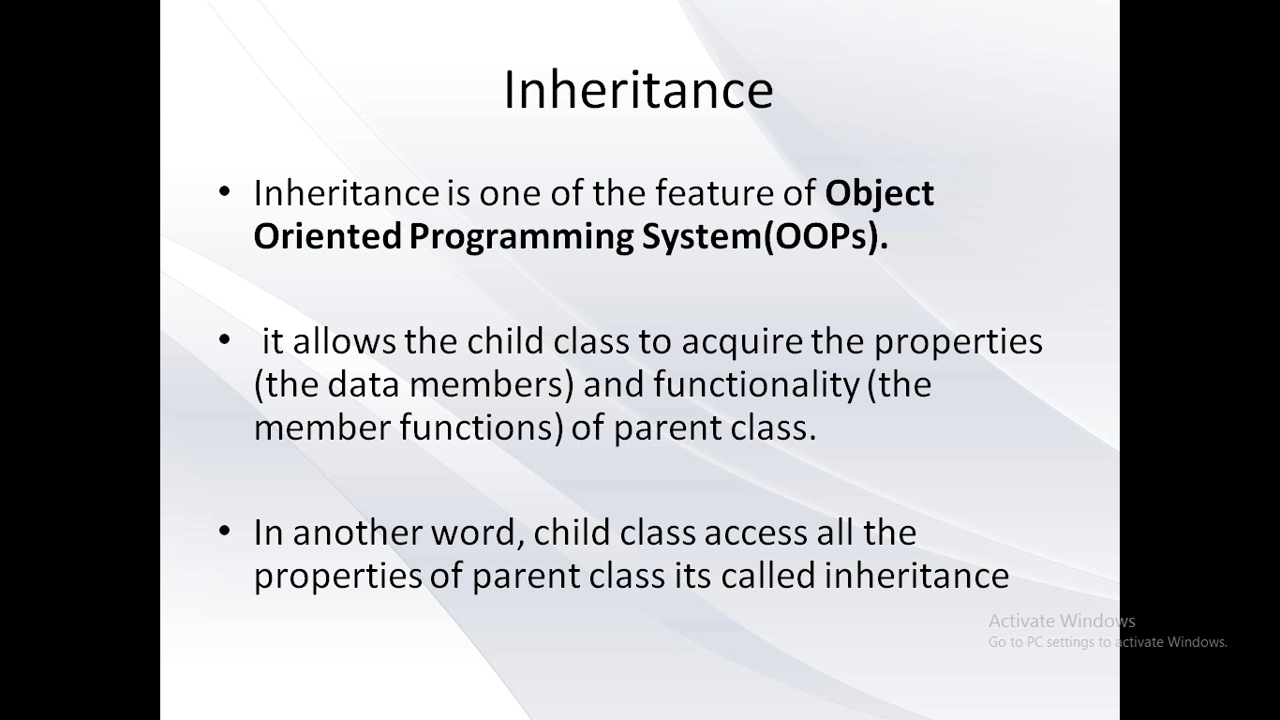 Inheritance
• Inheritance is one of the feature of Object
Oriented Programming System(OOPs).
• it allows the child class to acquire the properties
(the data members) and functionality (the
member functions) of parent class.
• In another word, child class access all the
properties of parent class its called inheritance
Activate Windows
Go to PC settings to activate Windows.